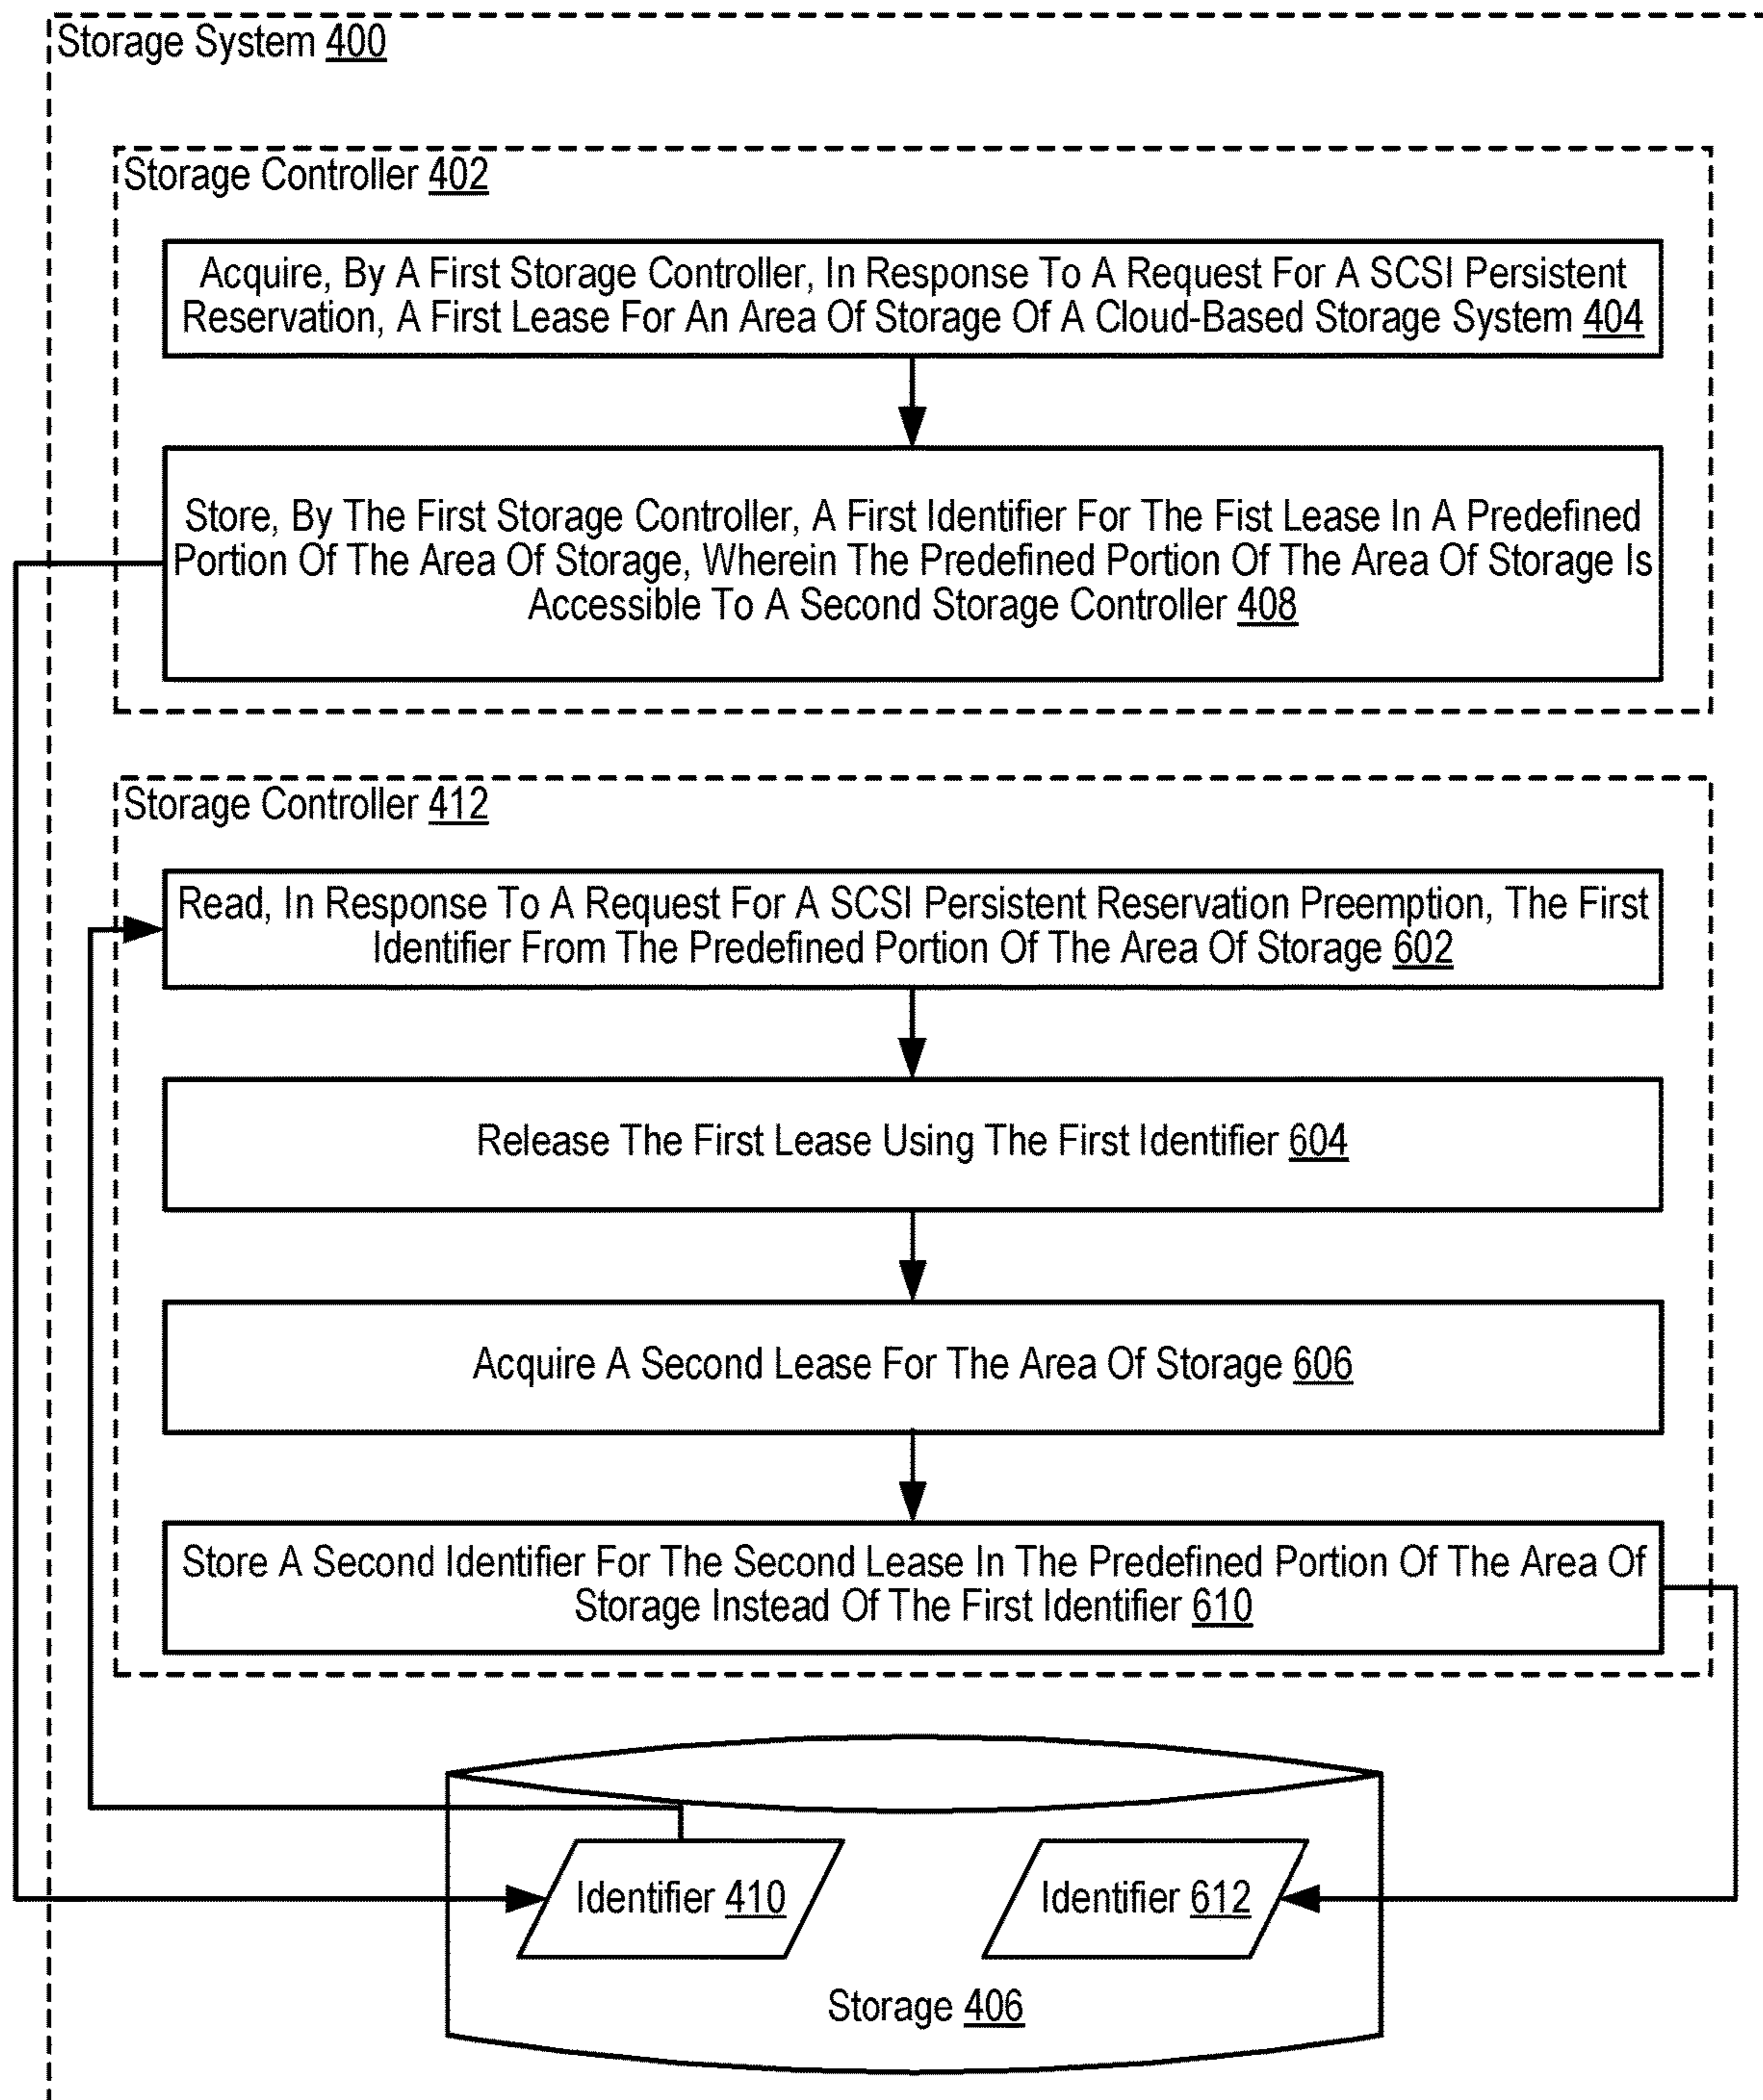 Storage System 400
Storage Controller 402
Acquire, By A First Storage Controller, In Response To A Request For A SCSI Persistent
Reservation, A First Lease For An Area Of Storage Of A Cloud-Based Storage System 404
Store, By The First Storage Controller, A First Identifier For The Fist Lease In A Predefined
Portion Of The Area Of Storage, Wherein The Predefined Portion Of The Area Of Storage Is
Accessible To A Second Storage Controller 408
Storage Controller 412
Read, In Response To A Request For A SCSI Persistent Reservation Preemption, The First
Identifier From The Predefined Portion Of The Area Of Storage 602
Release The First Lease Using The First Identifier 604
Acquire A Second Lease For The Area Of Storage 606
Store A Second Identifier For The Second Lease In The Predefined Portion Of The Area Of
Storage Instead Of The First Identifier 610
Identifier 410
Identifier 612
Storage 406